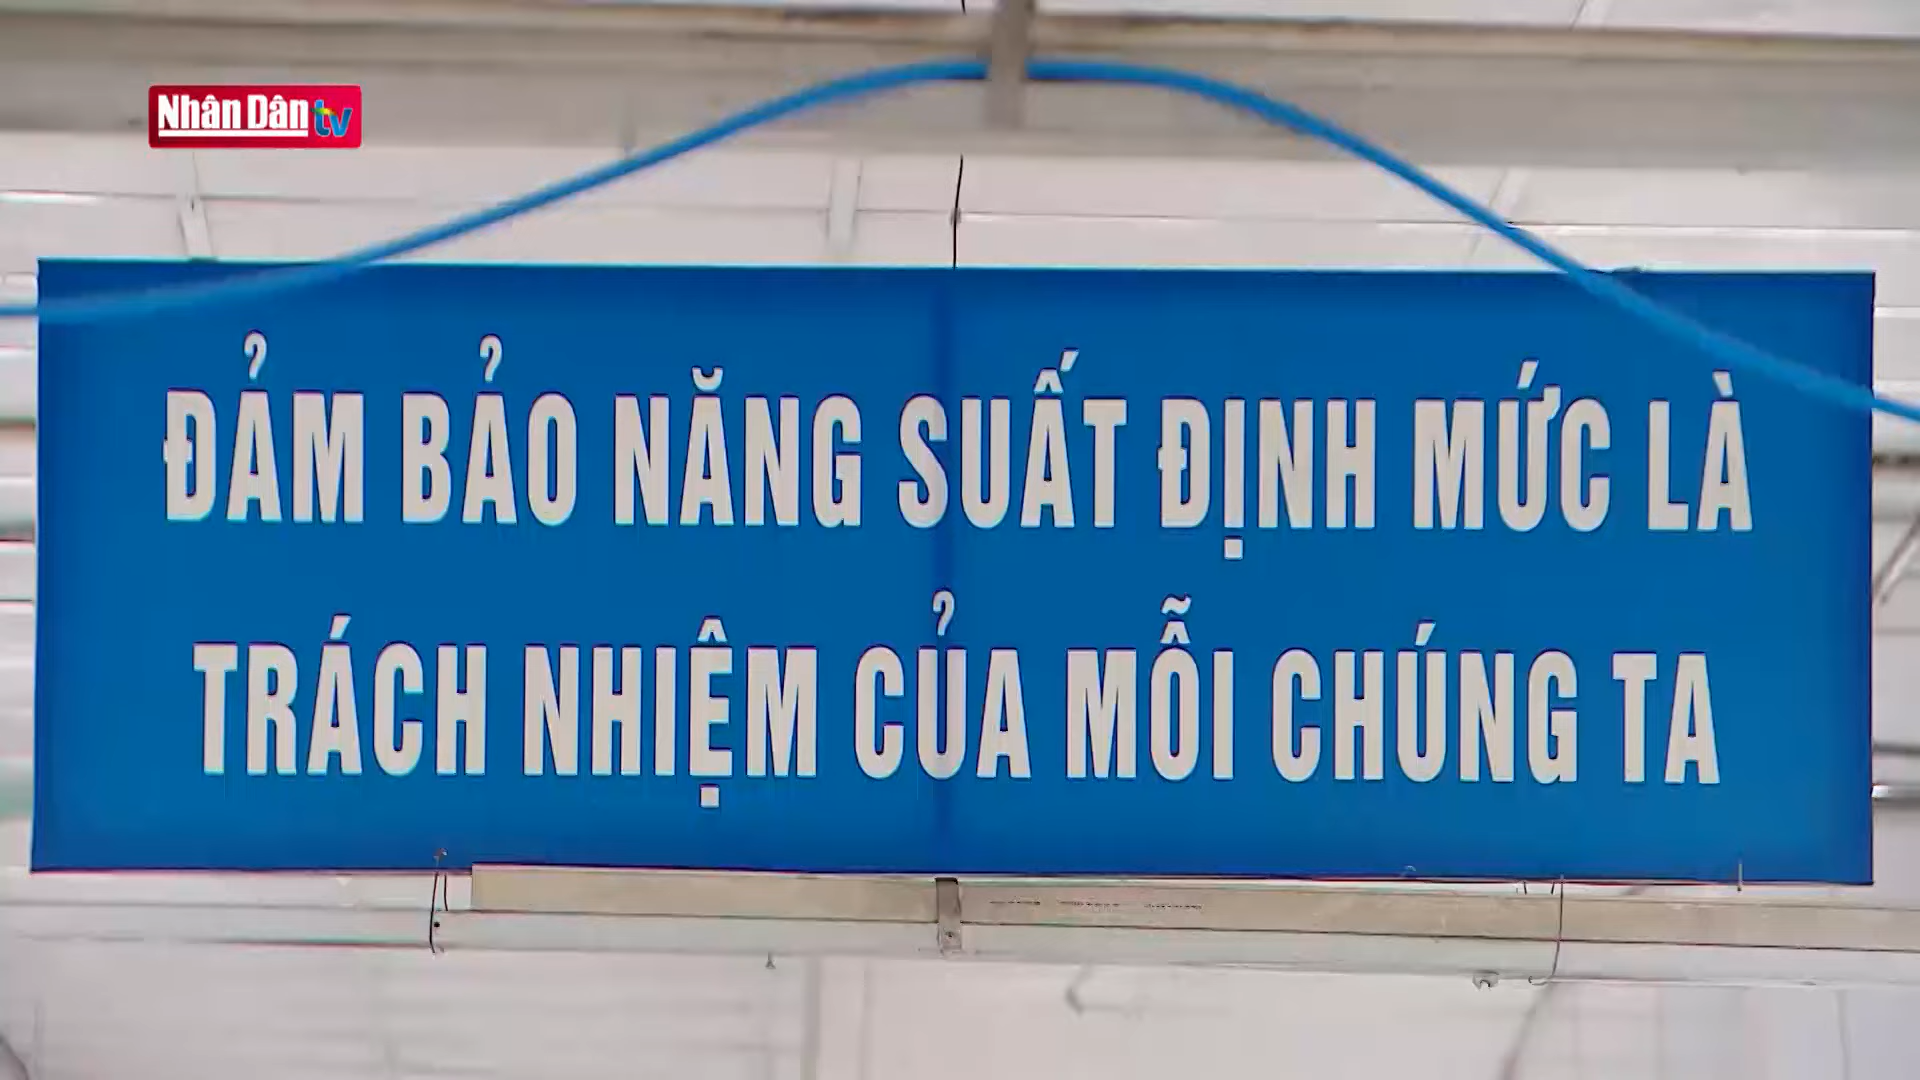 Nhân Dân tv
ĐẢM BẢO NĂNG SUẤT ĐỊNH MỨC LÀ
TRÁCH NHIỆM CỦA MỖI CHÚNG TA